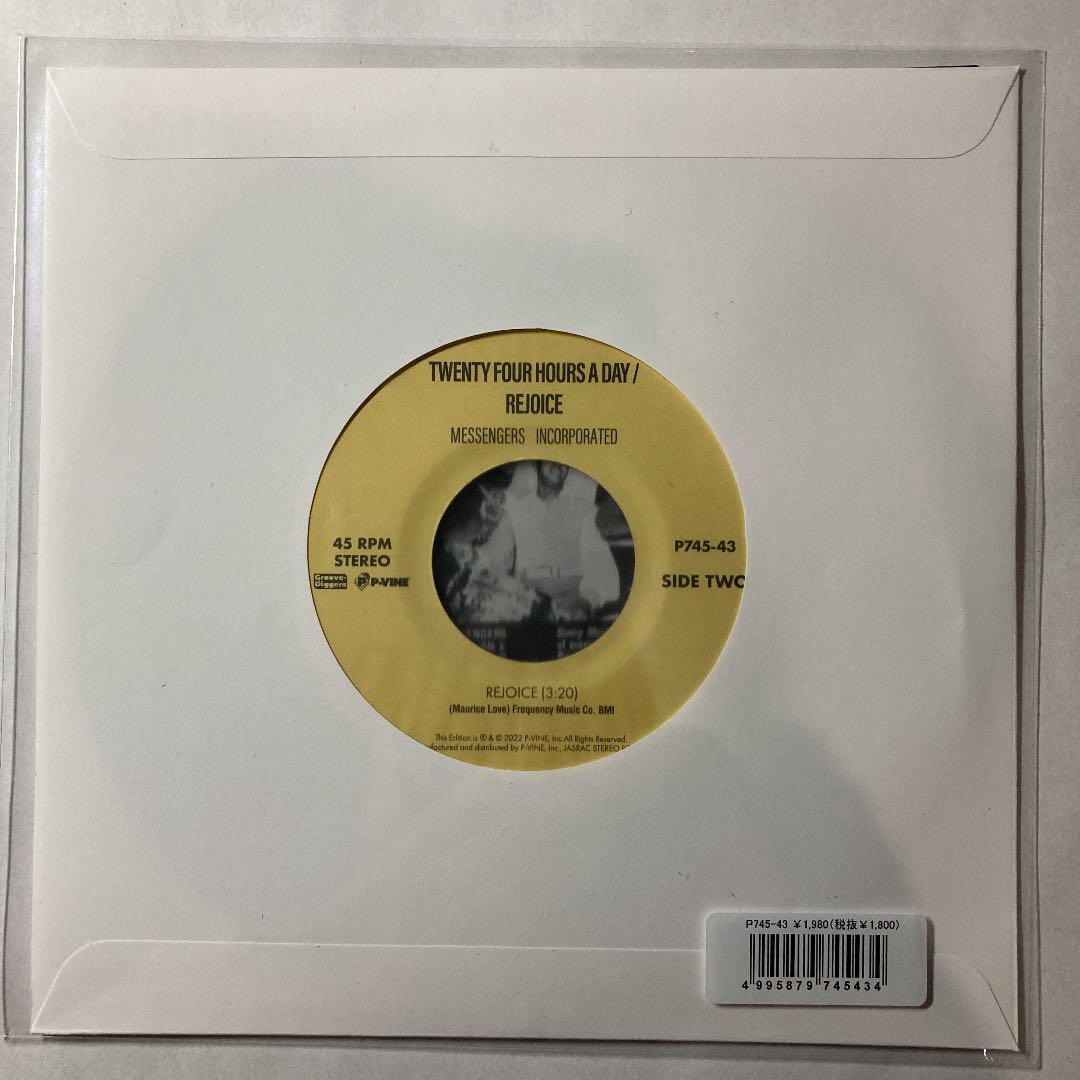 TWENTY FOUR HOURS A DAY /
REJOICE
MESSENGERS INCORPORATED
45 RPM
STEREO
Groove-
Diggers
P-VINE
P745-43
SIDE TWO
REJOICE (3:20)
(Maurice Love) Frequency Music Co. BMI
This Edition is ℗ & © 2022 P-VINE, Inc. All Rights Reserved.
factured and distributed by P-VINE, Inc., JASRAC STEREO
P745-43 ¥1,980(税抜¥1,800)
4 995879 745434